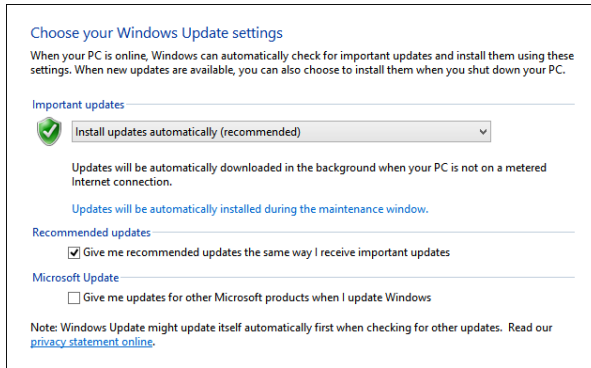 Choose your Windows Update settings
When your PC is online, Windows can automatically check for important updates and install them using these
settings. When new updates are available, you can also choose to install them when you shut down your PC.
Important updates
Install updates automatically (recommended)
Updates will be automatically downloaded in the background when your PC is not on a metered
Internet connection.
Updates will be automatically installed during the maintenance window.
Recommended updates
Give me recommended updates the same way I receive important updates
Microsoft Update
Give me updates for other Microsoft products when I update Windows
Note: Windows Update might update itself automatically first when checking for other updates.  Read our
privacy statement online.